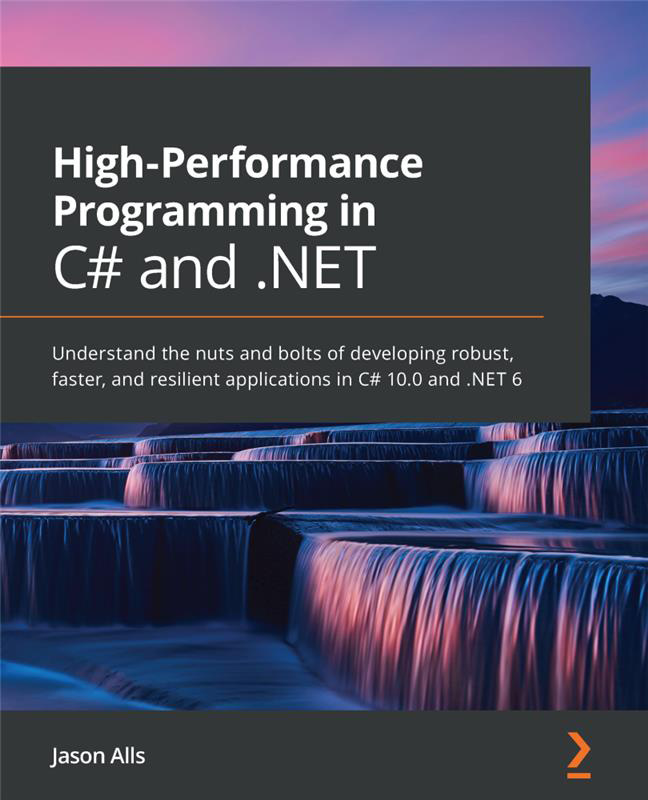 High-Performance
Programming in
C# and .NET
Understand the nuts and bolts of developing robust,
faster, and resilient applications in C# 10.0 and .NET 6
Jason Alls